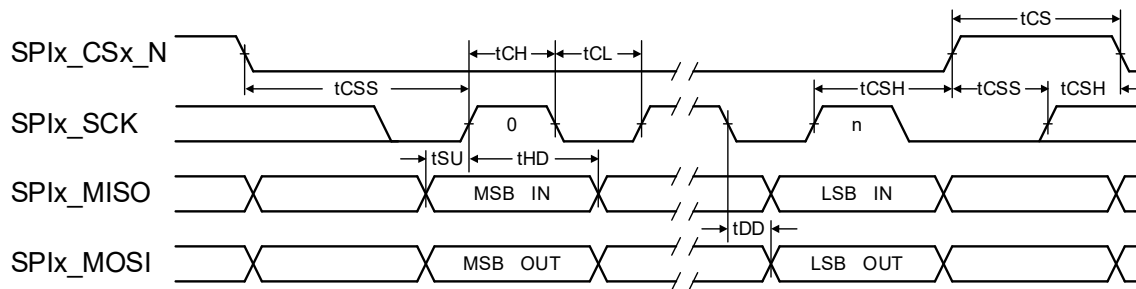 tCS
SPIx_CSx_N
tCH
tCL
tCSS
tCSH
tCSS
tCSH
SPIx_SCK
0
n
tSU
tHD
SPIx_MISO
MSB IN
LSB IN
tDD
SPIx_MOSI
MSB OUT
LSB OUT